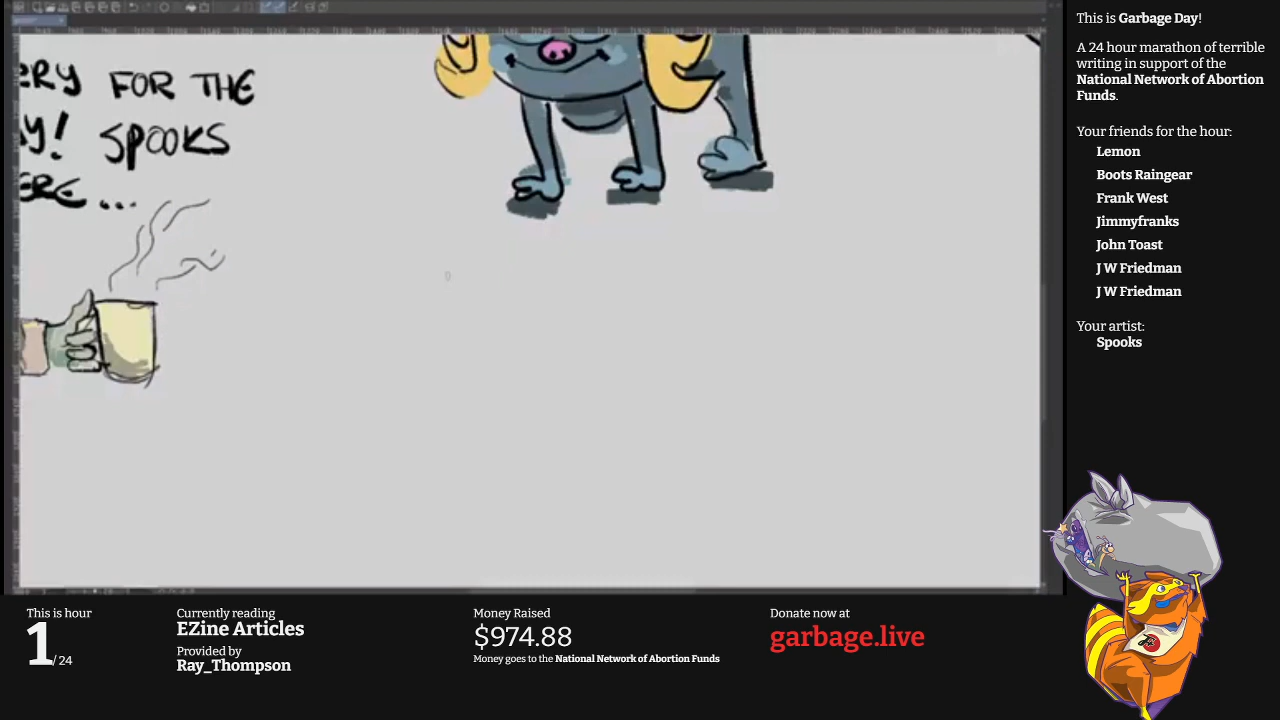 FOR THE
SPOOKS
...
This is Garbage Day!
A 24 hour marathon of terrible
writing in support of the
National Network of Abortion
Funds.
Your friends for the hour:
Lemon
Boots Raingear
Frank West
Jimmyfranks
John Toast
J W Friedman
J W Friedman
Your artist:
Spooks
This is hour
1/ 24
Currently reading
EZine Articles
Provided by
Ray_Thompson
Money Raised
$974.88
Money goes to the National Network of Abortion Funds
Donate now at
garbage.live